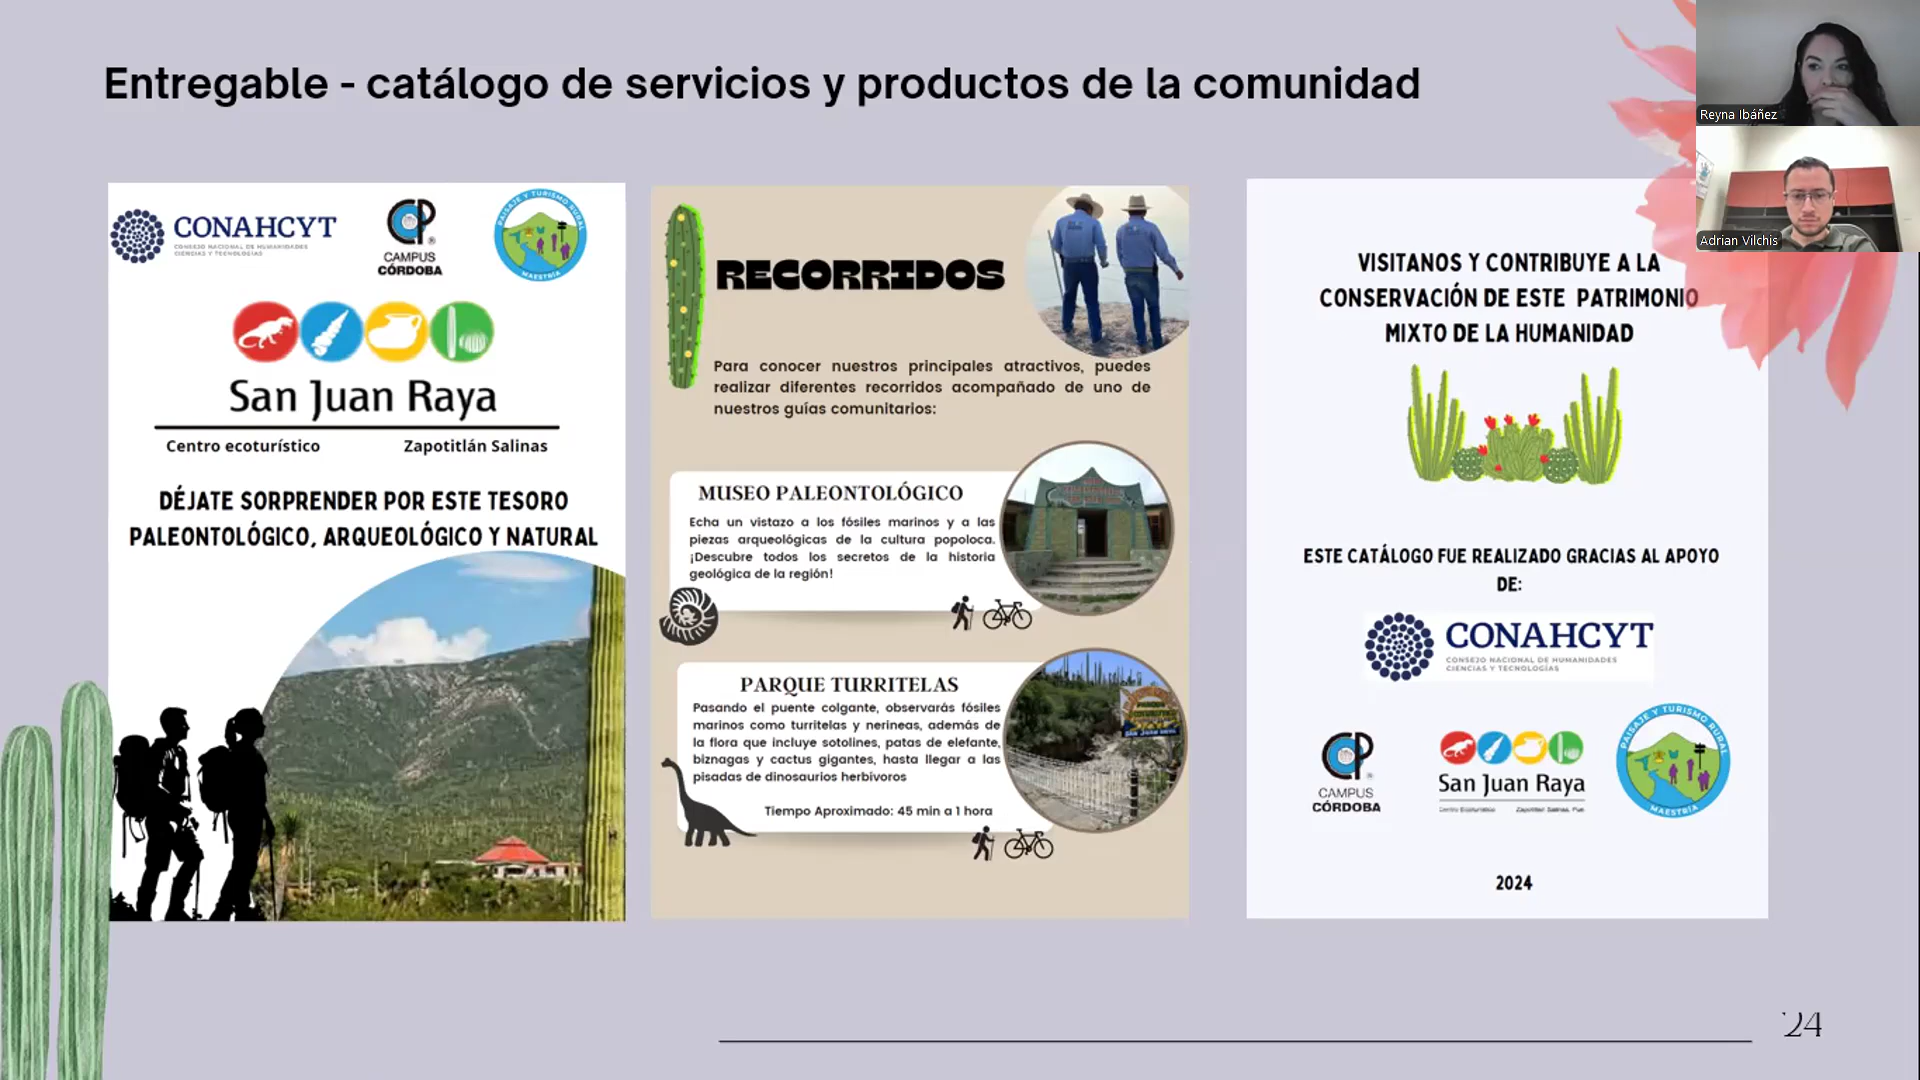 Entregable - catálogo de servicios y productos de la comunidad
Reyna Ibáñez
Adrian Vilchis
CONAHCYT
CONSEJO NACIONAL DE HUMANIDADES
CIENCIAS Y TECNOLOGÍAS
CP
CAMPUS
CÓRDOBA
PAISAJE Y TURISMO RURAL
MAESTRÍA
San Juan Raya
Centro ecoturístico Zapotitlán Salinas
DÉJATE SORPRENDER POR ESTE TESORO
PALEONTOLÓGICO, ARQUEOLÓGICO Y NATURAL
RECORRIDOS
Para conocer nuestros principales atractivos, puedes
realizar diferentes recorridos acompañado de uno de
nuestros guías comunitarios:
MUSEO PALEONTOLÓGICO
Echa un vistazo a los fósiles marinos y a las
piezas arqueológicas de la cultura popoloca.
¡Descubre todos los secretos de la historia
geológica de la región!
PARQUE TURRITELAS
Pasando el puente colgante, observarás fósiles
marinos como turritelas y nerineas, además de
la flora que incluye sotolines, patas de elefante,
biznagas y cactus gigantes, hasta llegar a las
pisadas de dinosaurios herbívoros
Tiempo Aproximado: 45 min a 1 hora
VISITANOS Y CONTRIBUYE A LA
CONSERVACIÓN DE ESTE PATRIMONIO
MIXTO DE LA HUMANIDAD
ESTE CATÁLOGO FUE REALIZADO GRACIAS AL APOYO
DE:
CONAHCYT
CONSEJO NACIONAL DE HUMANIDADES
CIENCIAS Y TECNOLOGÍAS
CP
CAMPUS
CÓRDOBA
San Juan Raya
Centro Ecoturístico Zapotitlán Salinas, Pue.
PAISAJE Y TURISMO RURAL
MAESTRÍA
2024
'24